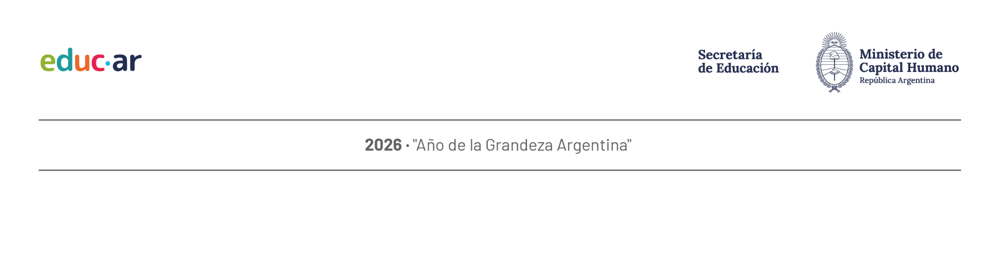 educ·ar
Secretaría
de Educación
Ministerio de
Capital Humano
República Argentina
2026 · "Año de la Grandeza Argentina"